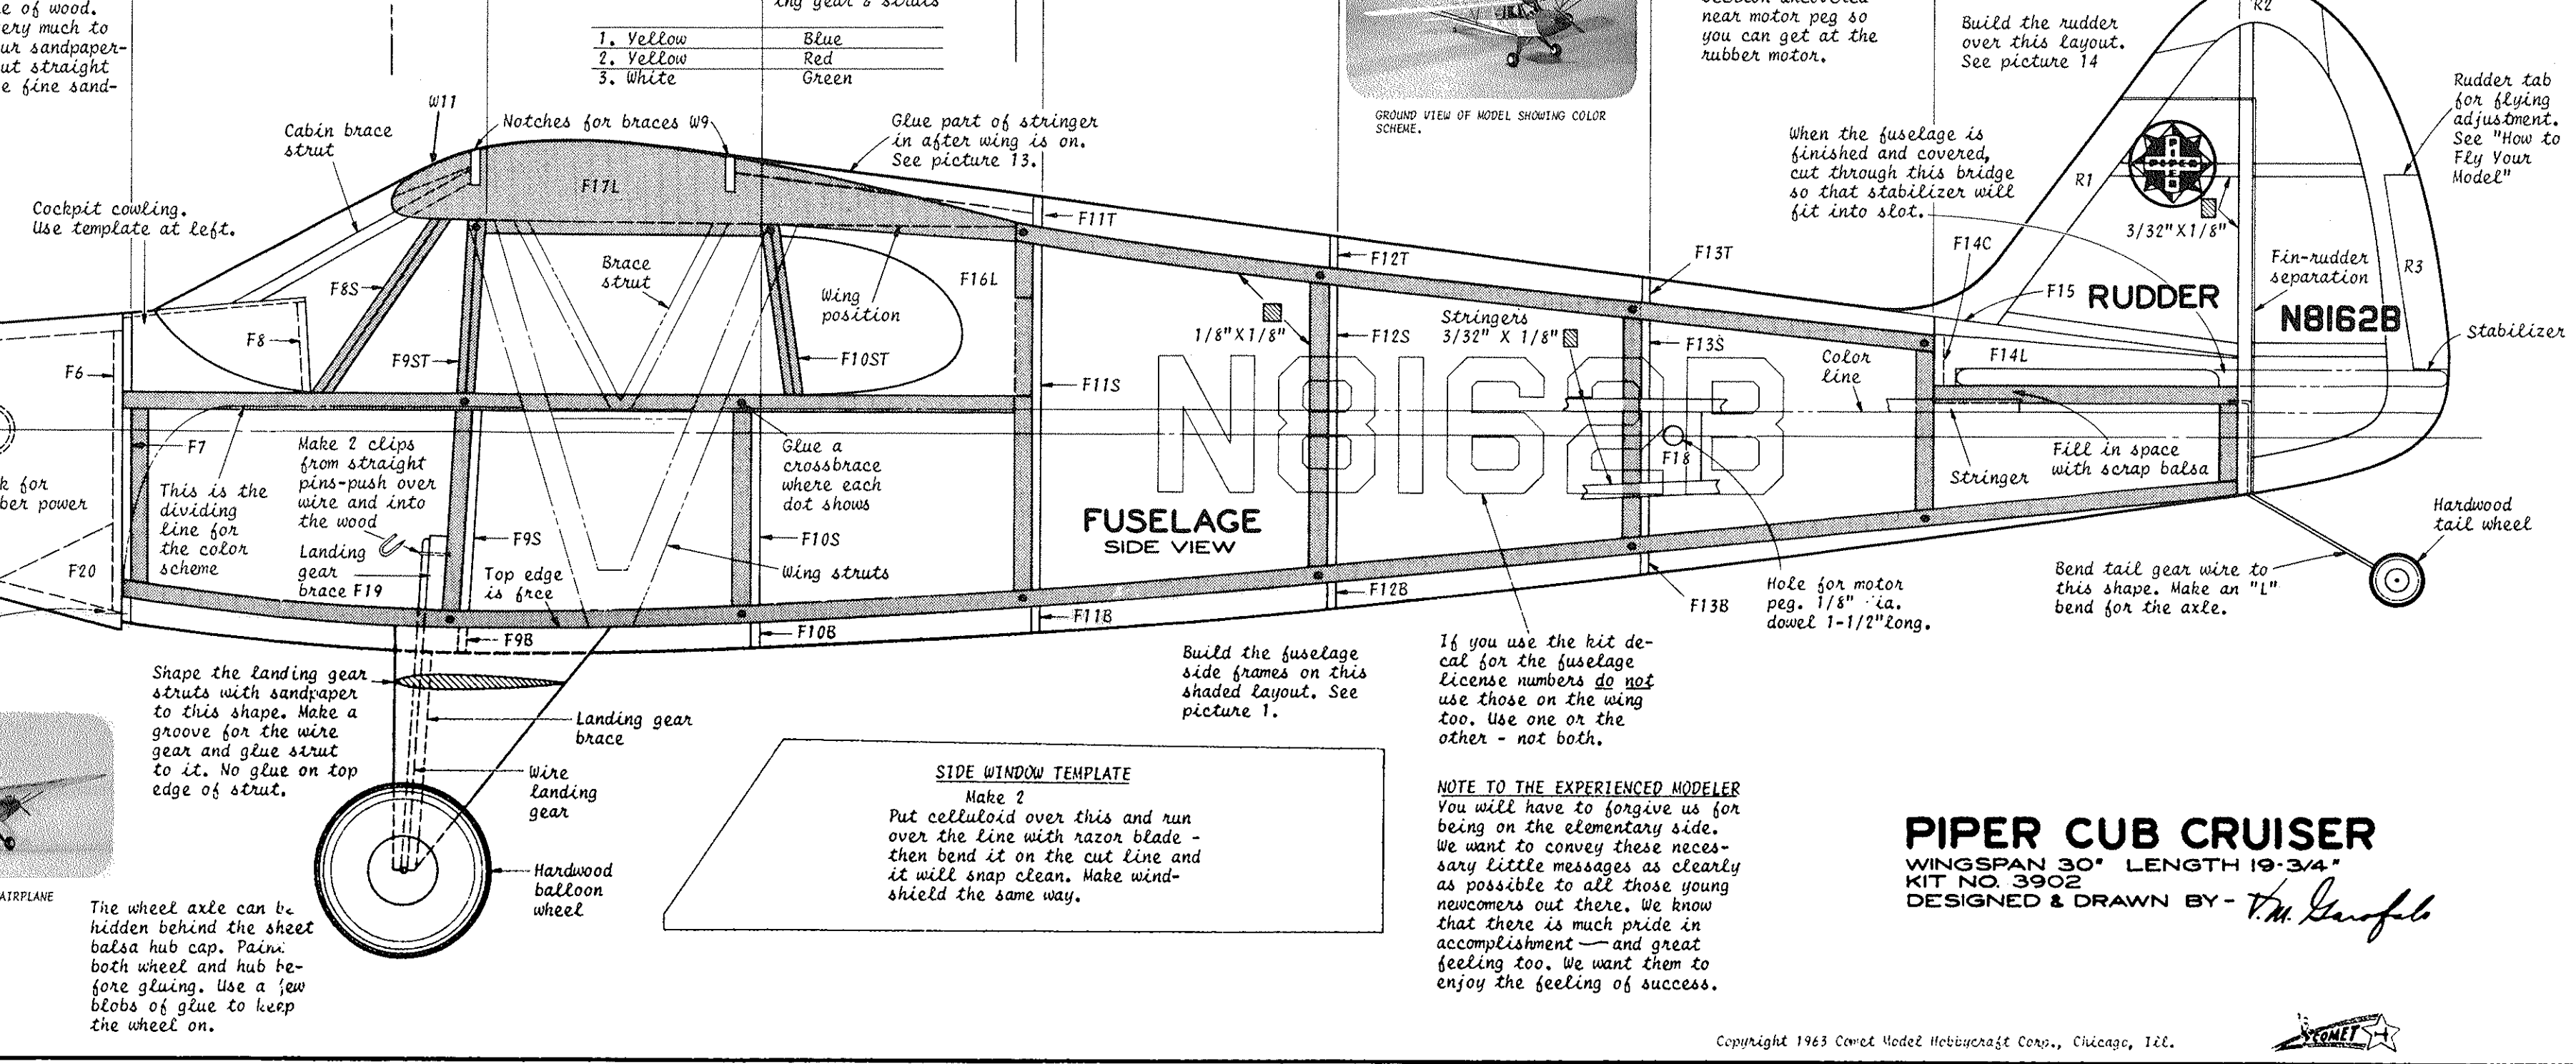 e of wood.
ery much to
ur sandpaper-
ut straight
e fine sand-
ing gear & struts
1. Yellow Blue
2. Yellow Red
3. White Green
near motor peg so
you can get at the
rubber motor.
Build the rudder
over this layout.
See picture 14
R2
Rudder tab
for flying
adjustment.
See "How to
Fly Your
Model"
GROUND VIEW OF MODEL SHOWING COLOR
SCHEME.
W11
Cabin brace
strut
Notches for braces W9
Glue part of stringer
in after wing is on.
See picture 13.
When the fuselage is
finished and covered,
cut through this bridge
so that stabilizer will
fit into slot.
R1
PIPER
3/32"X1/8"
Cockpit cowling.
Use template at left.
F17L
F11T
F12T
F13T
F14C
Fin-rudder
separation
R3
F8S
Brace
strut
Wing
position
F16L
F15
RUDDER
N8162B
Stabilizer
F8
F6
F9ST
F10ST
F11S
1/8"X1/8"
F12S
Stringers
3/32" X 1/8"
F13S
Color
line
F14L
N8162B
F7
Make 2 clips
from straight
pins-push over
wire and into
the wood
This is the
dividing
line for
the color
scheme
Glue a
crossbrace
where each
dot shows
F18
Stringer
Fill in space
with scrap balsa
k for
ber power
FUSELAGE
SIDE VIEW
Hardwood
tail wheel
F20
Landing
gear
brace F19
F9S
Top edge
is free
F10S
Wing struts
F9B
F10B
F11B
F12B
F13B
Hole for motor
peg. 1/8" ia.
dowel 1-1/2"long.
Bend tail gear wire to
this shape. Make an "L"
bend for the axle.
Shape the landing gear
struts with sandpaper
to this shape. Make a
groove for the wire
gear and glue strut
to it. No glue on top
edge of strut.
Landing gear
brace
Wire
landing
gear
Hardwood
balloon
wheel
Build the fuselage
side frames on this
shaded layout. See
picture 1.
If you use the kit de-
cal for the fuselage
license numbers do not
use those on the wing
too. Use one or the
other - not both.
SIDE WINDOW TEMPLATE
Make 2
Put celluloid over this and run
over the line with razor blade -
then bend it on the cut line and
it will snap clean. Make wind-
shield the same way.
NOTE TO THE EXPERIENCED MODELER
You will have to forgive us for
being on the elementary side.
We want to convey these neces-
sary little messages as clearly
as possible to all those young
newcomers out there. We know
that there is much pride in
accomplishment — and great
feeling too. We want them to
enjoy the feeling of success.
AIRPLANE
The wheel axle can be
hidden behind the sheet
balsa hub cap. Paint
both wheel and hub be-
fore gluing. Use a few
blobs of glue to keep
the wheel on.
PIPER CUB CRUISER
WINGSPAN 30" LENGTH 19-3/4"
KIT NO. 3902
DESIGNED & DRAWN BY - V.M. Garofalo
Copyright 1963 Comet Model Hobbycraft Corp., Chicago, Ill.
COMET